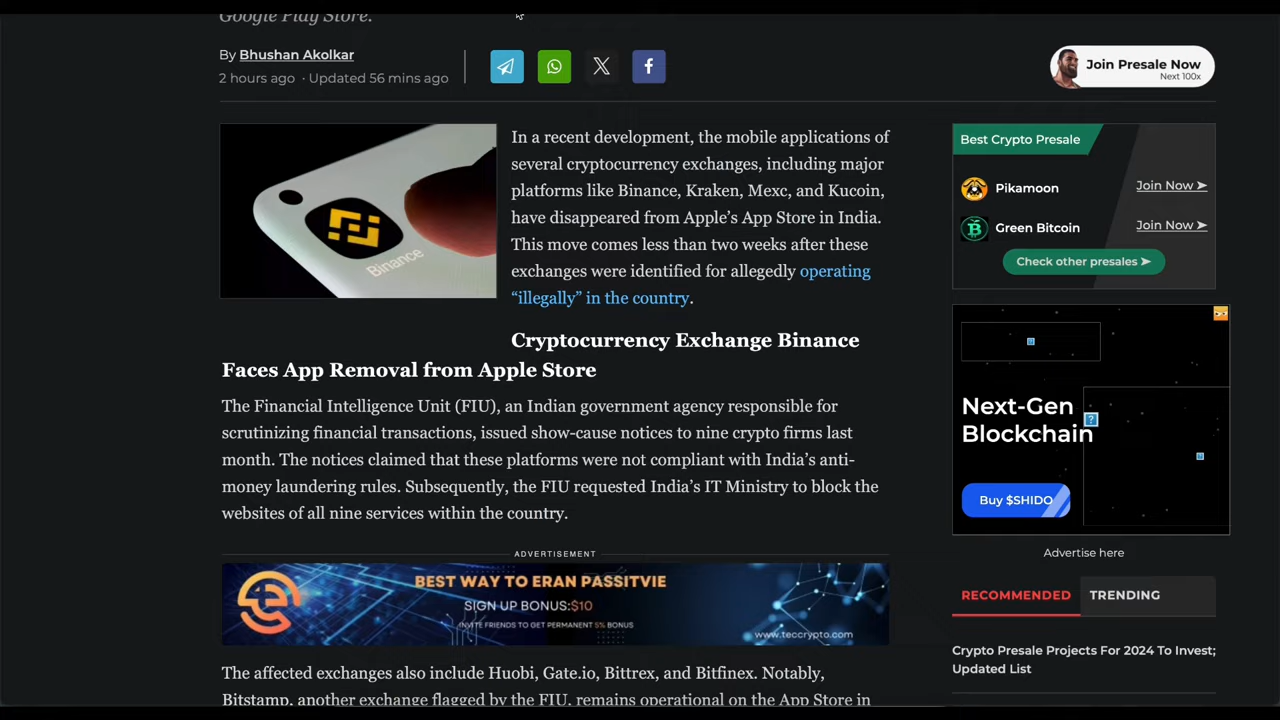 Google Play Store.
By Bhushan Akolkar
2 hours ago · Updated 56 mins ago
Join Presale Now
Next 100x
Binance
In a recent development, the mobile applications of
several cryptocurrency exchanges, including major
platforms like Binance, Kraken, Mexc, and Kucoin,
have disappeared from Apple’s App Store in India.
This move comes less than two weeks after these
exchanges were identified for allegedly operating
“illegally” in the country.
Cryptocurrency Exchange Binance
Faces App Removal from Apple Store
The Financial Intelligence Unit (FIU), an Indian government agency responsible for
scrutinizing financial transactions, issued show-cause notices to nine crypto firms last
month. The notices claimed that these platforms were not compliant with India’s anti-
money laundering rules. Subsequently, the FIU requested India’s IT Ministry to block the
websites of all nine services within the country.
ADVERTISEMENT
BEST WAY TO ERAN PASSITVIE
SIGN UP BONUS:$10
INVITE FRIENDS TO GET PERMANENT 5% BONUS
www.teccrypto.com
The affected exchanges also include Huobi, Gate.io, Bittrex, and Bitfinex. Notably,
Bitstamp, another exchange flagged by the FIU, remains operational on the App Store in
Best Crypto Presale
Pikamoon
Join Now ➤
Green Bitcoin
Join Now ➤
Check other presales ➤
Next-Gen
Blockchain
Buy $SHIDO
Advertise here
RECOMMENDED
TRENDING
Crypto Presale Projects For 2024 To Invest;
Updated List